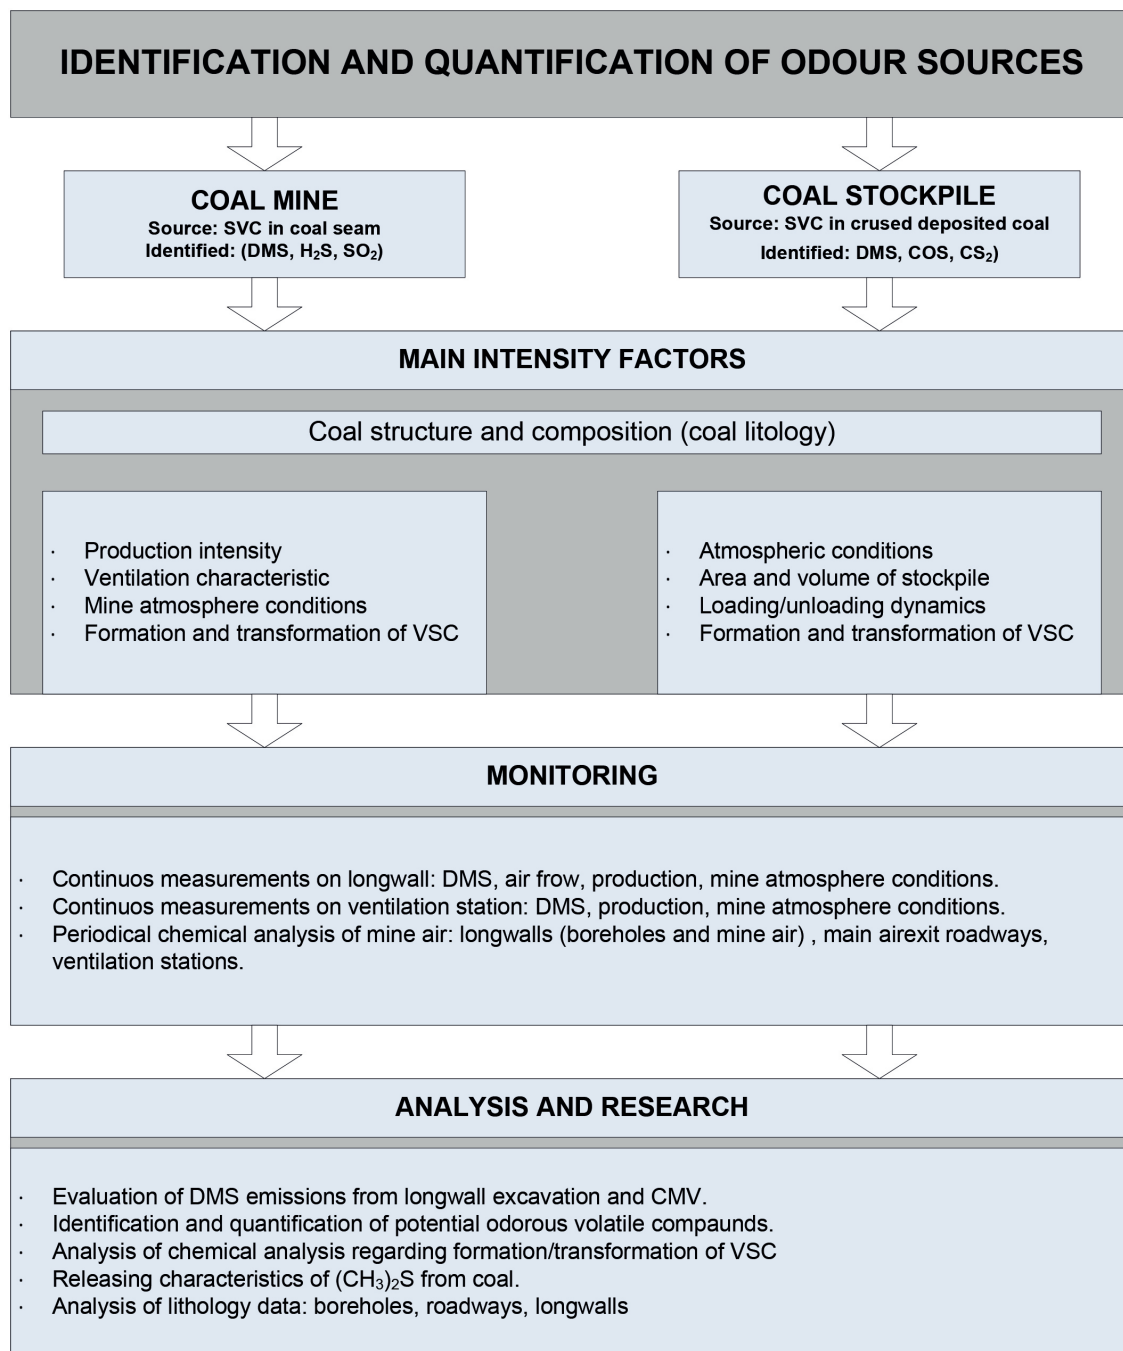 IDENTIFICATION AND QUANTIFICATION OF ODOUR SOURCES
COAL MINE
Source: SVC in coal seam
Identified: (DMS, H₂S, SO₂)
COAL STOCKPILE
Source: SVC in crused deposited coal
Identified: DMS, COS, CS₂)
MAIN INTENSITY FACTORS
Coal structure and composition (coal litology)
· Production intensity
· Ventilation characteristic
· Mine atmosphere conditions
· Formation and transformation of VSC
· Atmospheric conditions
· Area and volume of stockpile
· Loading/unloading dynamics
· Formation and transformation of VSC
MONITORING
· Continuos measurements on longwall: DMS, air frow, production, mine atmosphere conditions.
· Continuos measurements on ventilation station: DMS, production, mine atmosphere conditions.
· Periodical chemical analysis of mine air: longwalls (boreholes and mine air) , main airexit roadways,
ventilation stations.
ANALYSIS AND RESEARCH
· Evaluation of DMS emissions from longwall excavation and CMV.
· Identification and quantification of potential odorous volatile compaunds.
· Analysis of chemical analysis regarding formation/transformation of VSC
· Releasing characteristics of (CH₃)₂S from coal.
· Analysis of lithology data: boreholes, roadways, longwalls